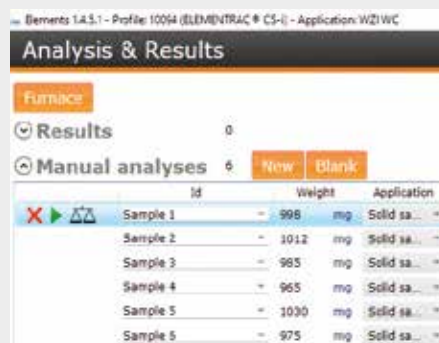 Elements 1.4.5.1 - Profile: 10094 (ELEMENTRAC ® CS-i) - Application: WZI WC
Analysis & Results
Furnace
Results 0
Manual analyses 6 New Blank
Id Weight Application
Sample 1 998 mg Solid sa...
Sample 2 1012 mg Solid sa...
Sample 3 985 mg Solid sa...
Sample 4 965 mg Solid sa...
Sample 5 1030 mg Solid sa...
Sample 6 975 mg Solid sa...